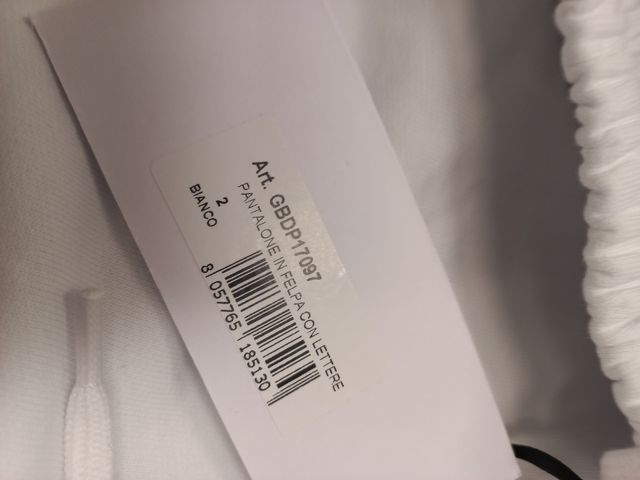 Art. GBDP17097
PANTALONE IN FELPA CON LETTERE
2
BIANCO
8 057765 185130